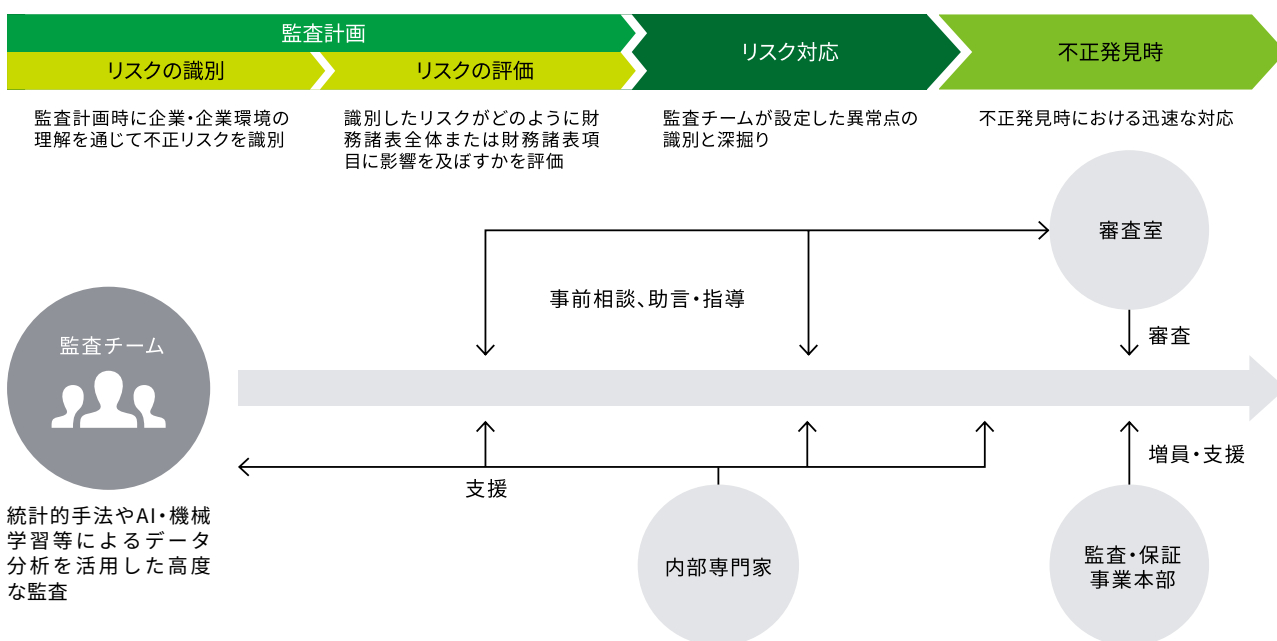 監査計画
リスクの識別
リスクの評価
リスク対応
不正発見時
監査計画時に企業・企業環境の
理解を通じて不正リスクを識別
識別したリスクがどのように財
務諸表全体または財務諸表項
目に影響を及ぼすかを評価
監査チームが設定した異常点の
識別と深掘り
不正発見時における迅速な対応
審査室
事前相談、助言・指導
審査
監査チーム
増員・支援
支援
統計的手法やAI・機械
学習等によるデータ
分析を活用した高度
な監査
内部専門家
監査・保証
事業本部